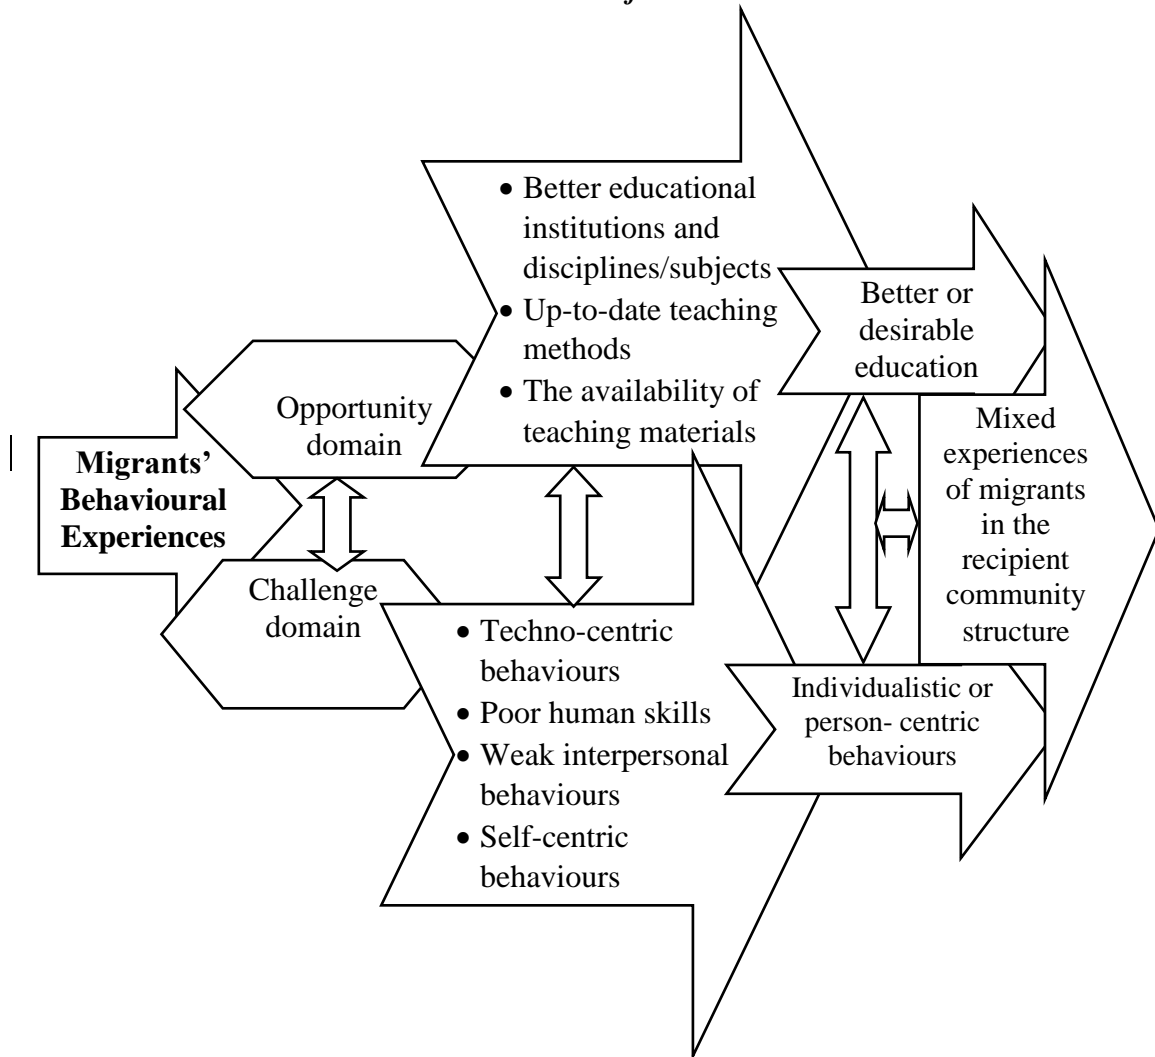 • Better educational
institutions and
disciplines/subjects
• Up-to-date teaching
methods
• The availability of
teaching materials
Better or
desirable
education
Opportunity
domain
Migrants’
Behavioural
Experiences
Challenge
domain
Mixed
experiences
of migrants
in the
recipient
community
structure
• Techno-centric
behaviours
• Poor human skills
• Weak interpersonal
behaviours
• Self-centric
behaviours
Individualistic or
person- centric
behaviours